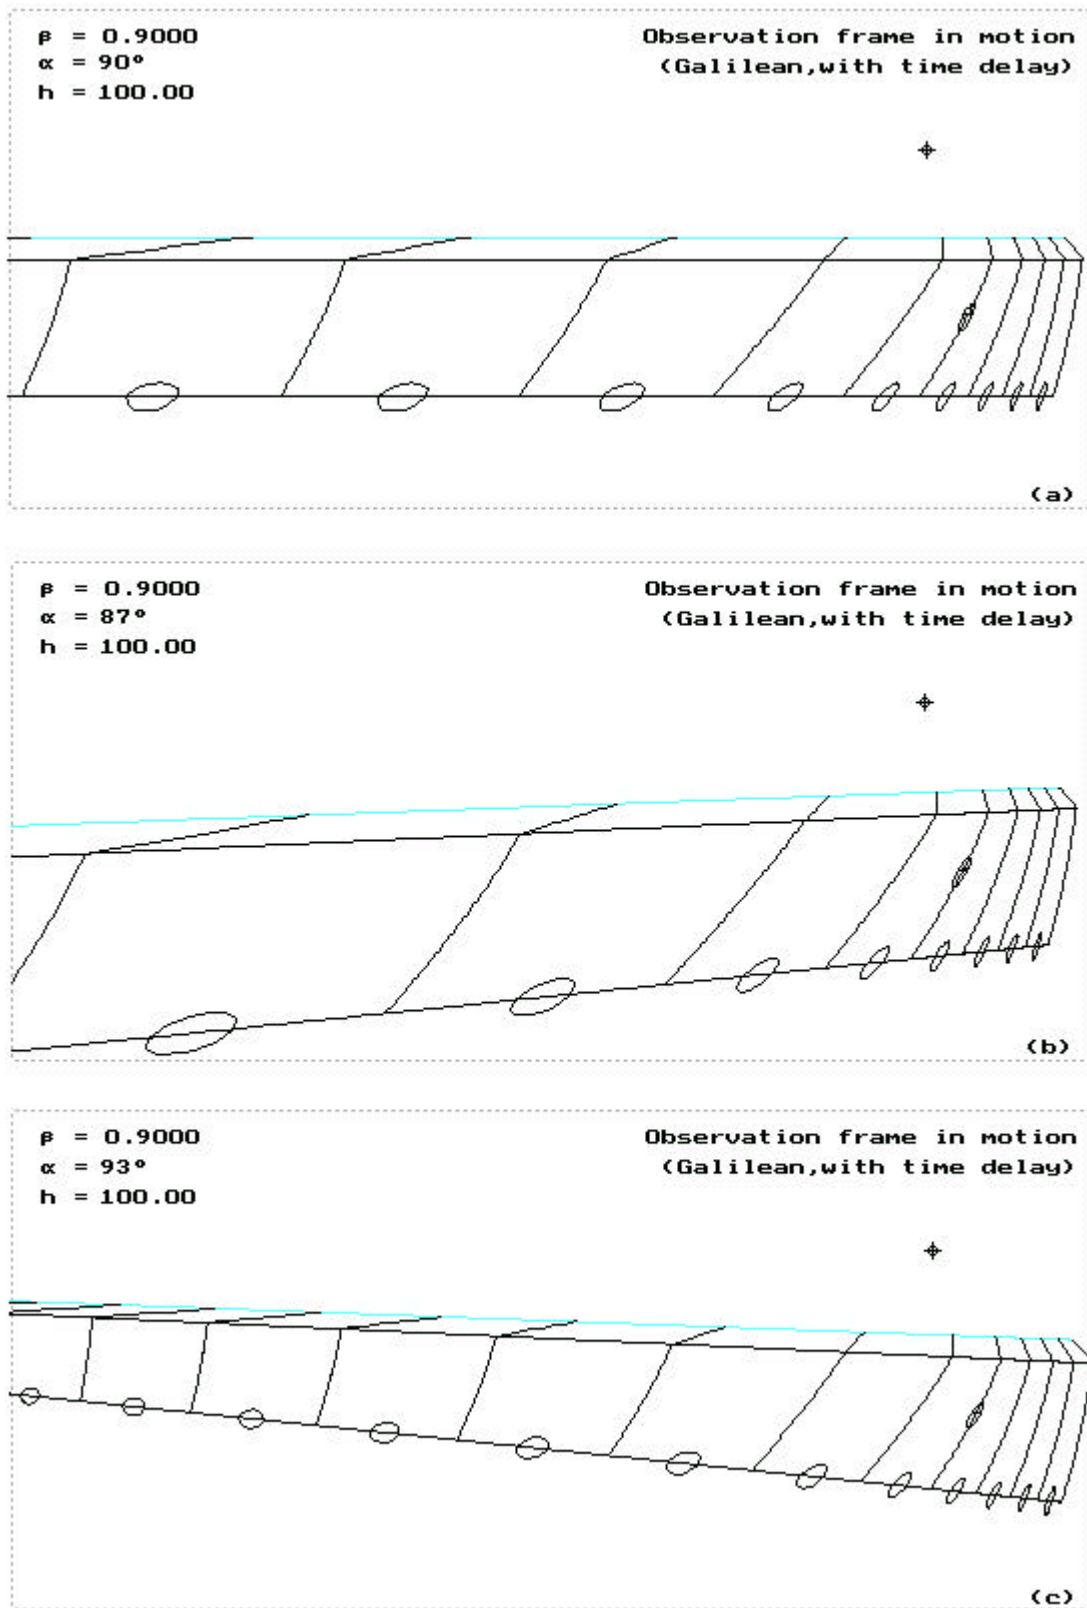 β = 0.9000
α = 90°
h = 100.00
Observation frame in motion
(Galilean,with time delay)
(a)
β = 0.9000
α = 87°
h = 100.00
Observation frame in motion
(Galilean,with time delay)
(b)
β = 0.9000
α = 93°
h = 100.00
Observation frame in motion
(Galilean,with time delay)
(c)